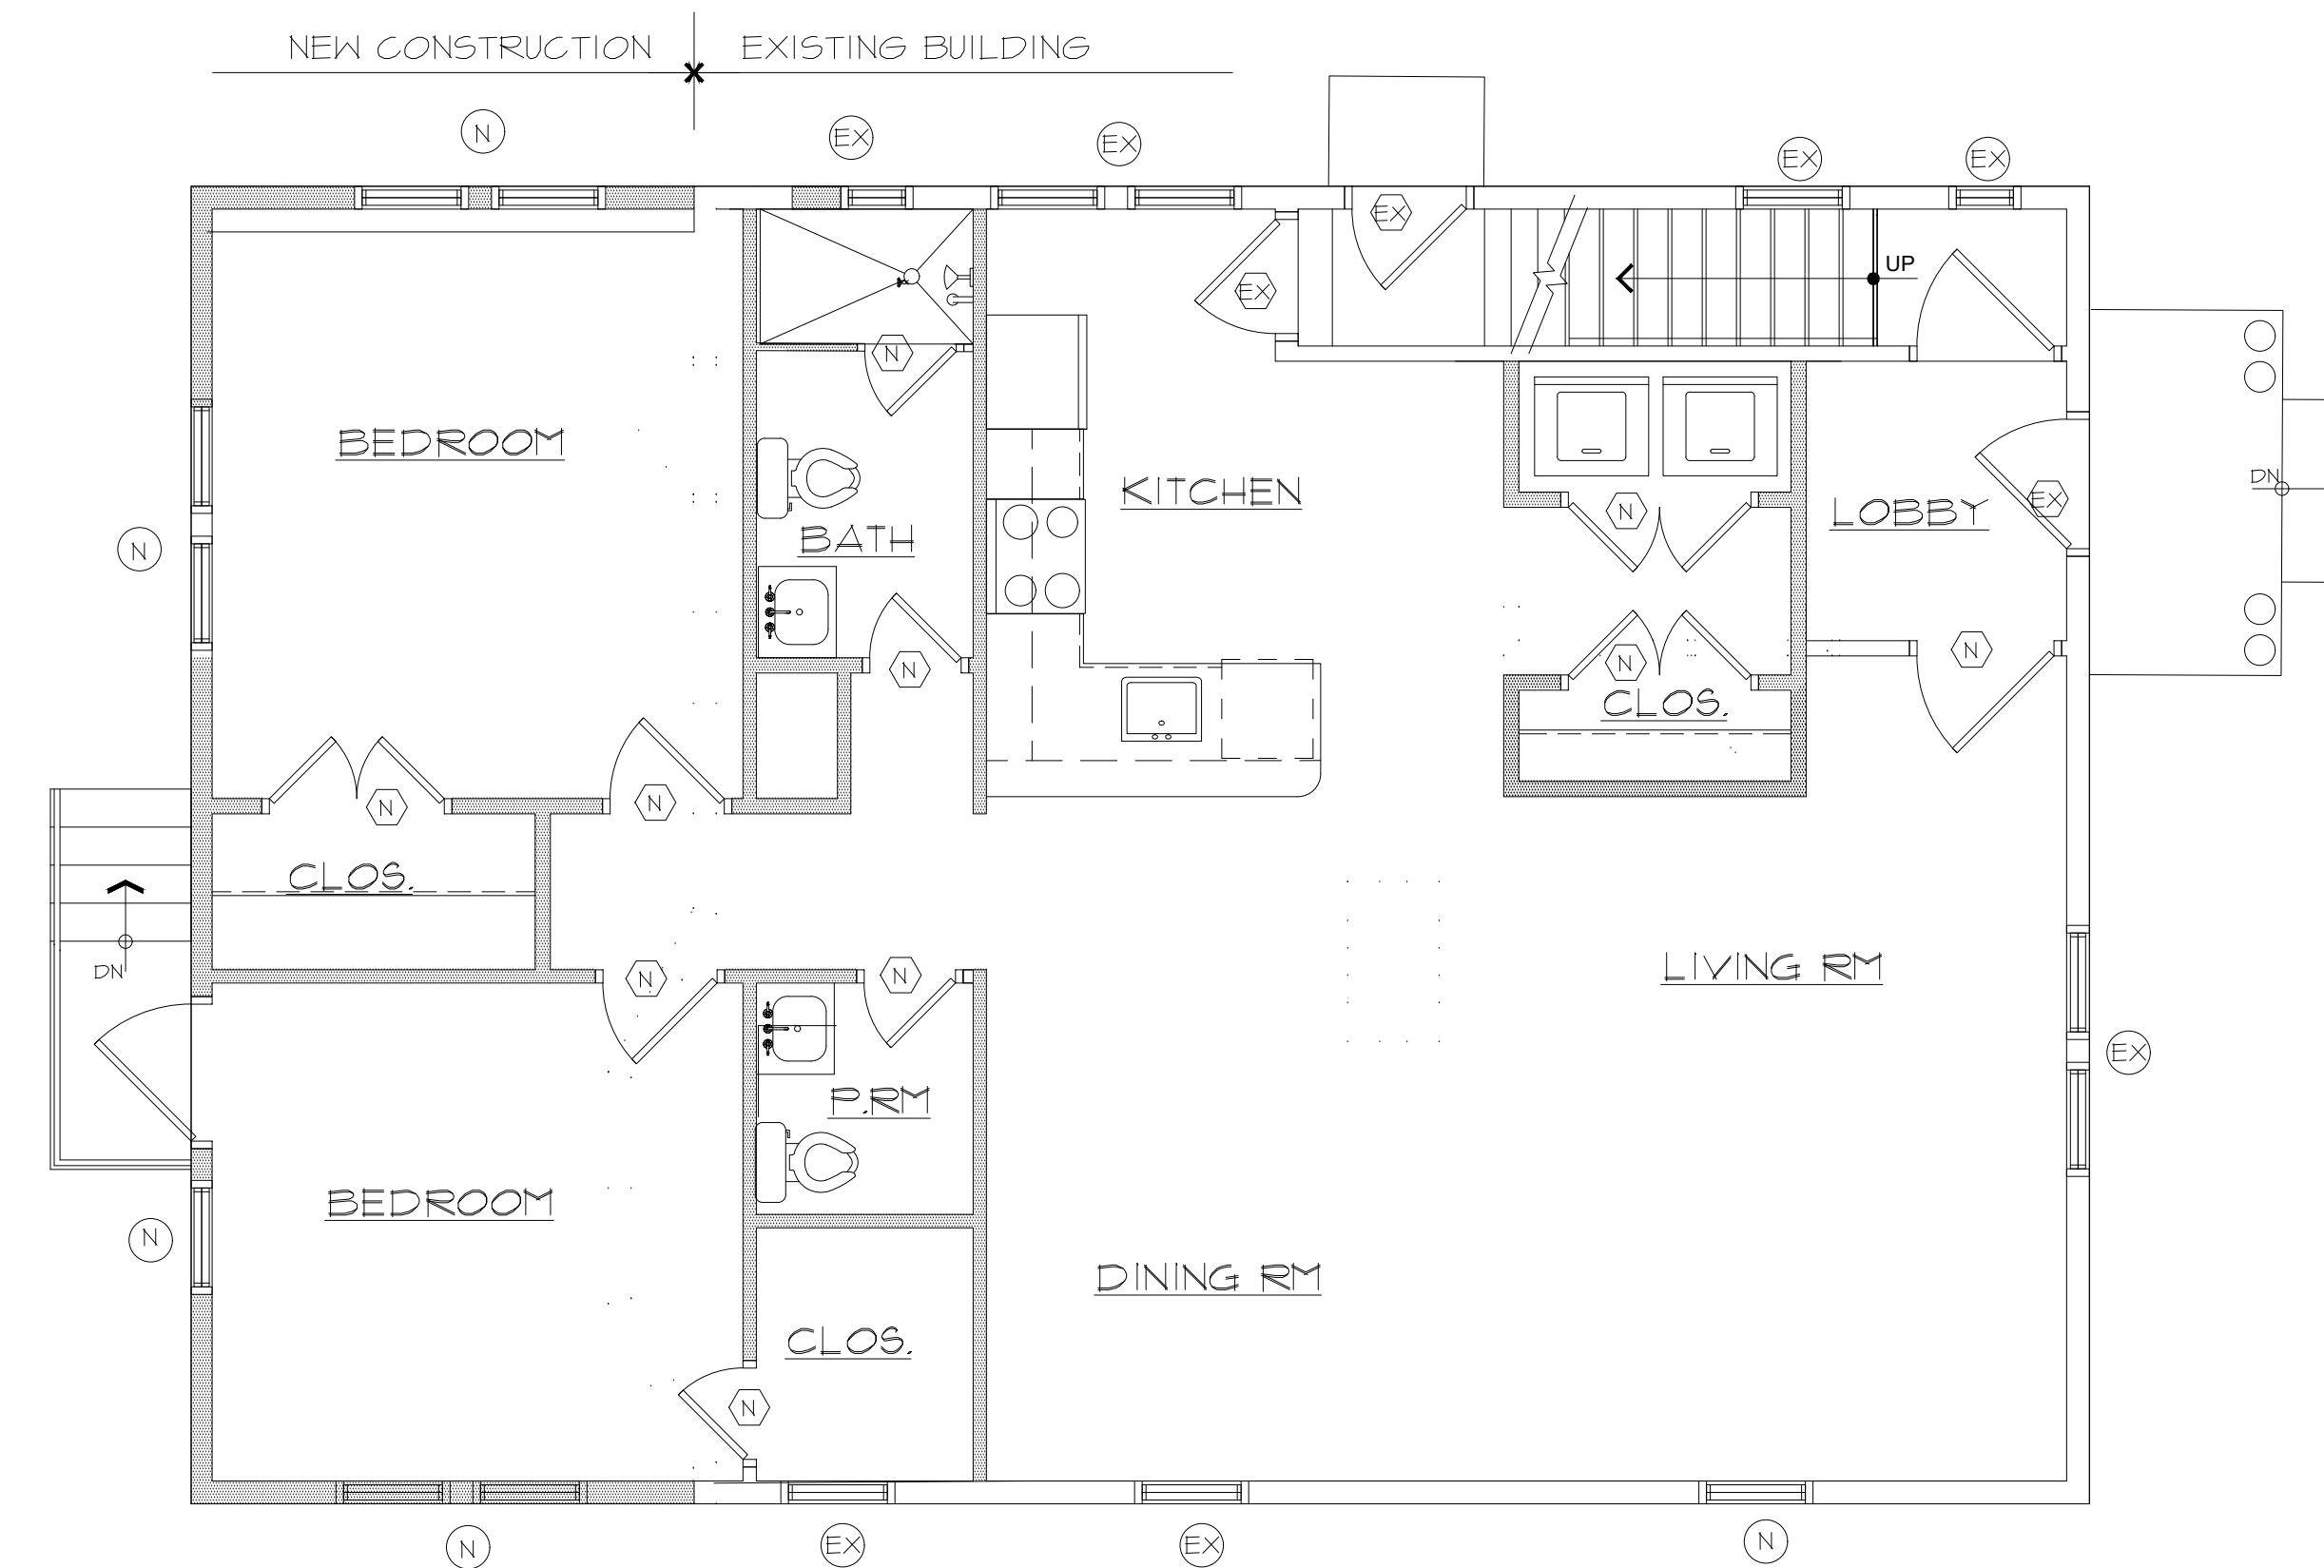 NEW CONSTRUCTION EXISTING BUILDING
N
EX
EX
EX
EX
EX
EX
UP
N
BEDROOM
KITCHEN
DN
EX
N
LOBBY
BATH
N
N
N
N
N
CLOS.
N
N
CLOS.
DN
N
N
LIVING RM
EX
P.RM
BEDROOM
N
DINING RM
CLOS.
N
N
EX
EX
N